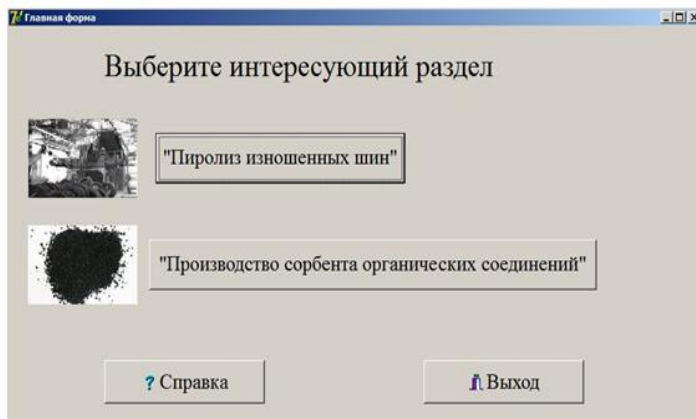 Главная форма
Выберите интересующий раздел
"Пиролиз изношенных шин"
"Производство сорбента органических соединений"
? Справка
Выход